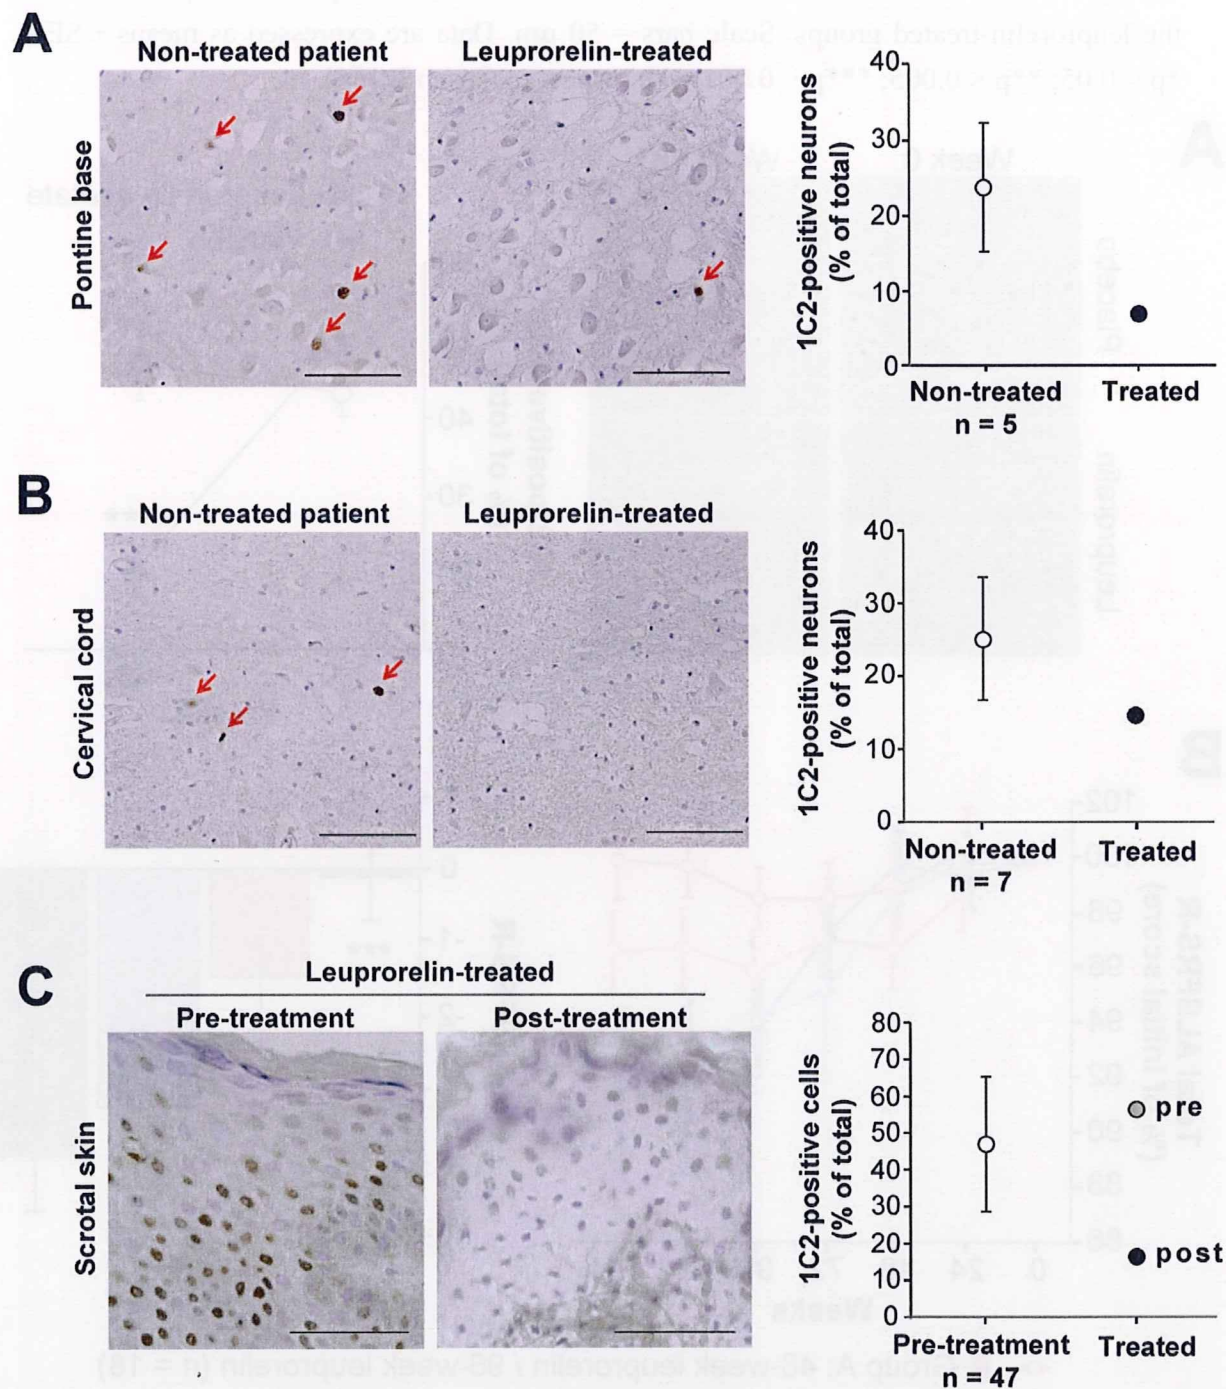 A
Non-treated patient
Leuprorelin-treated
Pontine base
1C2-positive neurons
(% of total)
40
30
20
10
0
Non-treated
n = 5
Treated
B
Non-treated patient
Leuprorelin-treated
Cervical cord
1C2-positive neurons
(% of total)
40
30
20
10
0
Non-treated
n = 7
Treated
C
Leuprorelin-treated
Pre-treatment
Post-treatment
Scrotal skin
1C2-positive cells
(% of total)
80
70
60
50
40
30
20
10
0
pre
post
Pre-treatment
n = 47
Treated